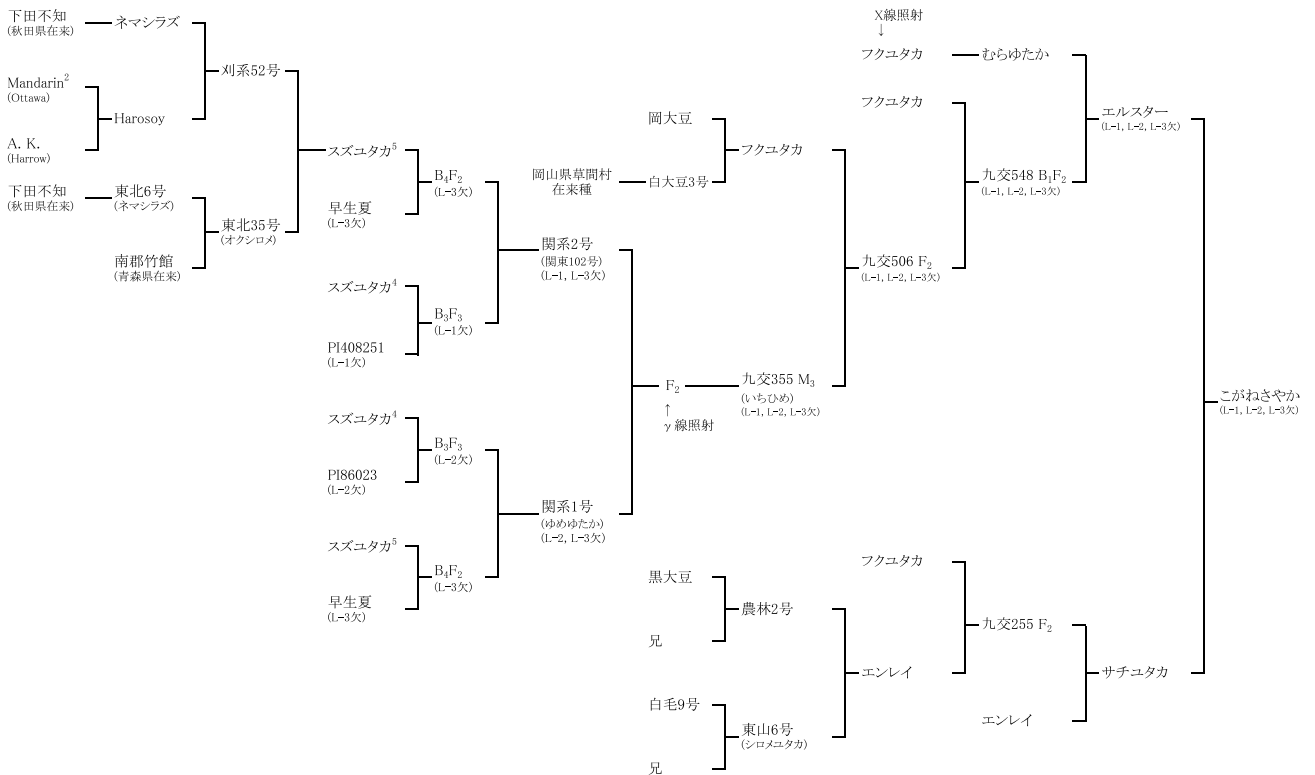 下田不知
(秋田県在来)
ネマシラズ
Mandarin²
(Ottawa)
A. K.
(Harrow)
Harosoy
刈系52号
下田不知
(秋田県在来)
東北6号
(ネマシラズ)
南郡竹館
(青森県在来)
東北35号
(オクシロメ)
スズユタカ⁵
早生夏
(L-3欠)
B₄F₂
(L-3欠)
スズユタカ⁴
PI408251
(L-1欠)
B₃F₃
(L-1欠)
関系2号
(関東102号)
(L-1, L-3欠)
スズユタカ⁴
PI86023
(L-2欠)
B₃F₃
(L-2欠)
スズユタカ⁵
早生夏
(L-3欠)
B₄F₂
(L-3欠)
関系1号
(ゆめゆたか)
(L-2, L-3欠)
F₂
↑
γ線照射
岡大豆
岡山県草間村
在来種
白大豆3号
フクユタカ
九交355 M₃
(いちひめ)
(L-1, L-2, L-3欠)
X線照射
↓
フクユタカ
むらゆたか
フクユタカ
九交506 F₂
(L-1, L-2, L-3欠)
九交548 B₁F₂
(L-1, L-2, L-3欠)
エルスター
(L-1, L-2, L-3欠)
黒大豆
兄
農林2号
白毛9号
兄
東山6号
(シロメユタカ)
フクユタカ
エンレイ
九交255 F₂
エンレイ
サチユタカ
こがねさやか
(L-1, L-2, L-3欠)